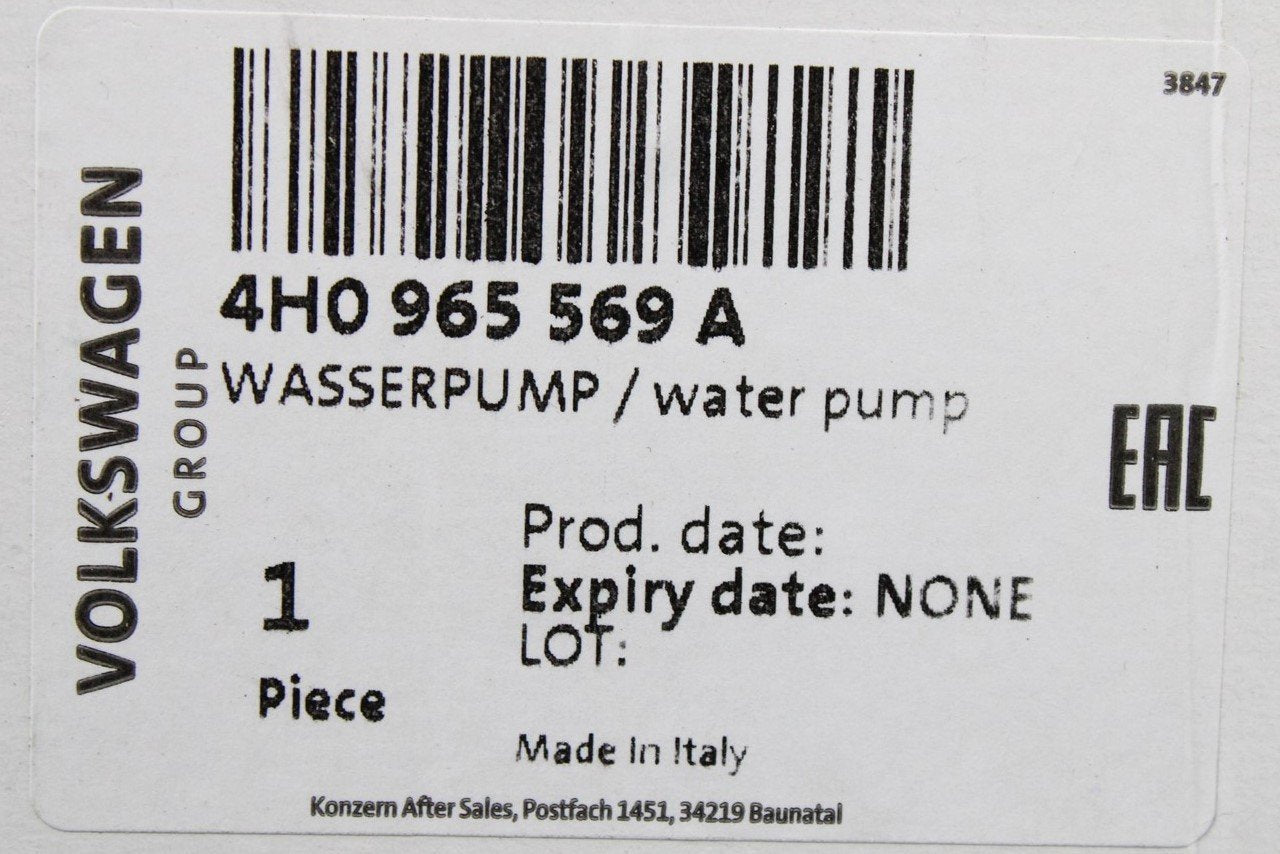 3847
VOLKSWAGEN
GROUP
4H0 965 569 A
WASSERPUMP / water pump
EAC
Prod. date:
Expiry date: NONE
LOT:
1
Piece
Made In Italy
Konzern After Sales, Postfach 1451, 34219 Baunatal